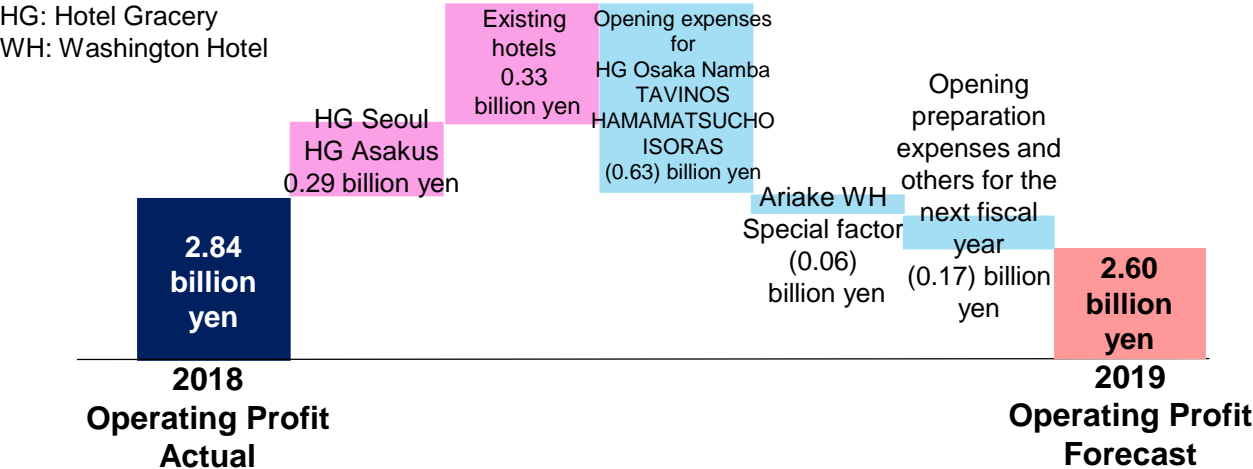 HG: Hotel Gracery
WH: Washington Hotel
2.84
billion
yen
2018
Operating Profit
Actual
HG Seoul
HG Asakus
0.29 billion yen
Existing
hotels
0.33
billion yen
Opening expenses
for
HG Osaka Namba
TAVINOS
HAMAMATSUCHO
ISORAS
(0.63) billion yen
Ariake WH
Special factor
(0.06)
billion yen
Opening
preparation
expenses and
others for the
next fiscal
year
(0.17) billion
yen
2.60
billion
yen
2019
Operating Profit
Forecast